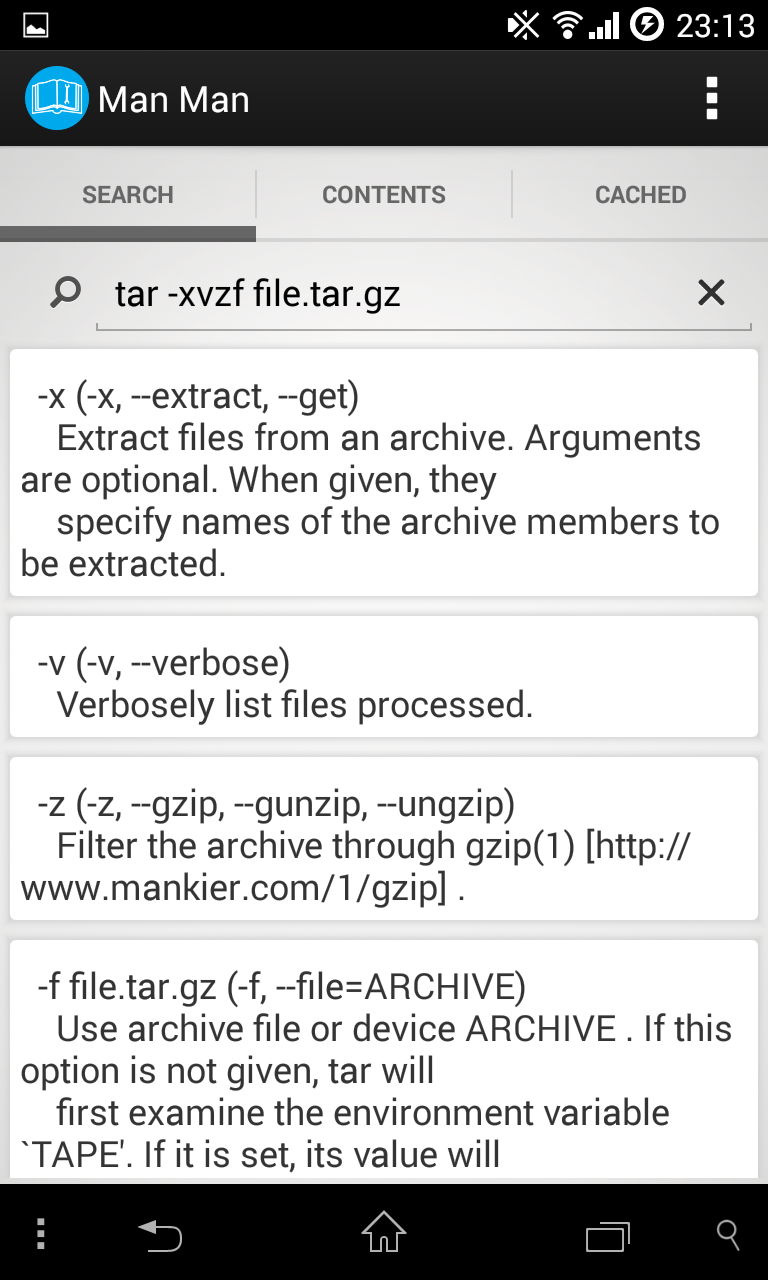 23:13
Man Man
SEARCH CONTENTS CACHED
tar -xvzf file.tar.gz
-x (-x, --extract, --get)
Extract files from an archive. Arguments
are optional. When given, they
specify names of the archive members to
be extracted.
-v (-v, --verbose)
Verbosely list files processed.
-z (-z, --gzip, --gunzip, --ungzip)
Filter the archive through gzip(1) [http://
www.mankier.com/1/gzip] .
-f file.tar.gz (-f, --file=ARCHIVE)
Use archive file or device ARCHIVE . If this
option is not given, tar will
first examine the environment variable
`TAPE'. If it is set, its value will